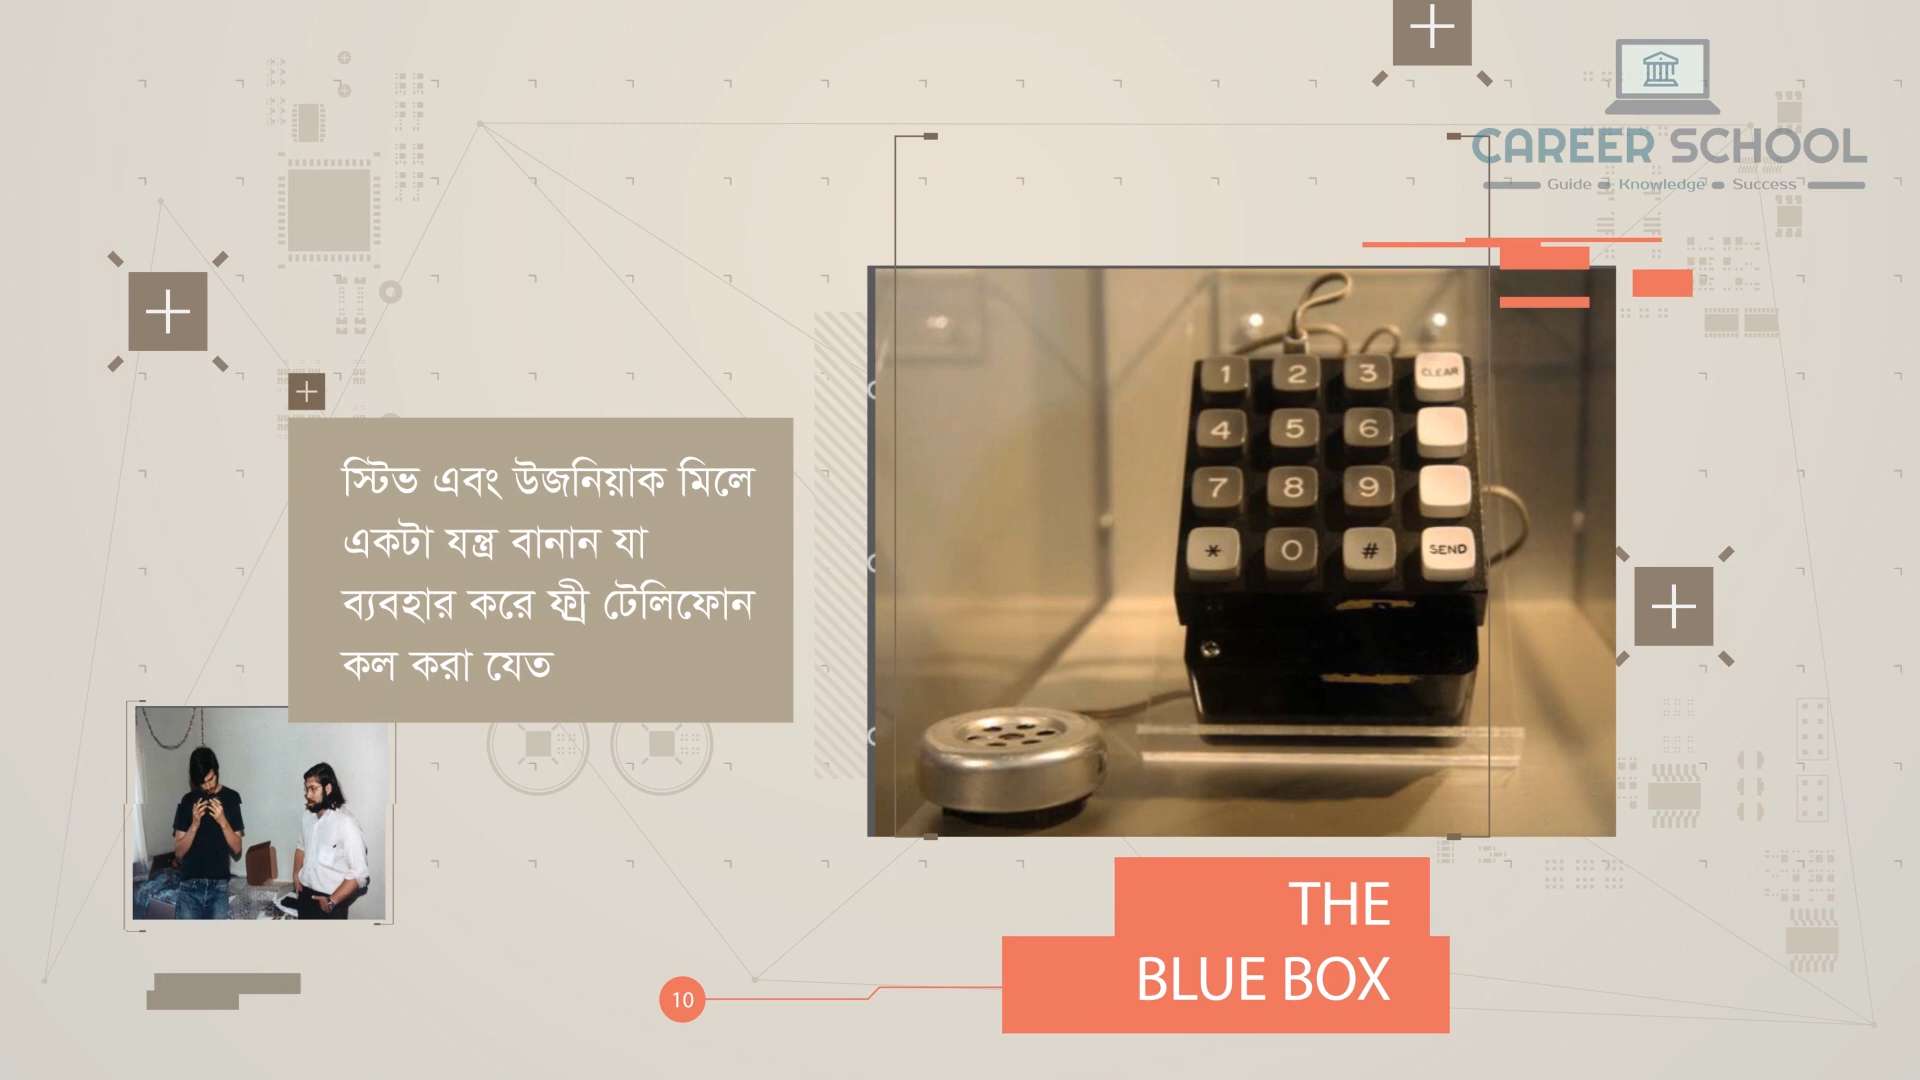 CAREER SCHOOL
Guide Knowledge Success
স্টিভ এবং উজনিয়াক মিলে
একটা যন্ত্র বানান যা
ব্যবহার করে ফ্রী টেলিফোন
কল করা যেত
1 2 3 CLEAR
4 5 6
7 8 9
* 0 # SEND
THE
BLUE BOX
10